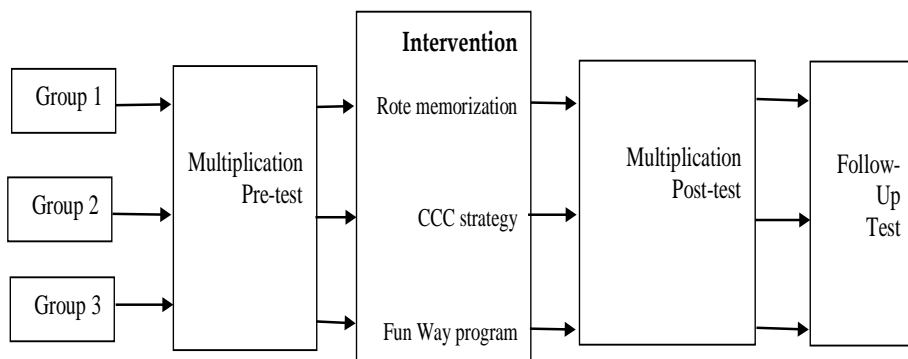 Group 1
Group 2
Group 3
Multiplication
Pre-test
Intervention
Rote memorization
CCC strategy
Fun Way program
Multiplication
Post-test
Follow-
Up
Test